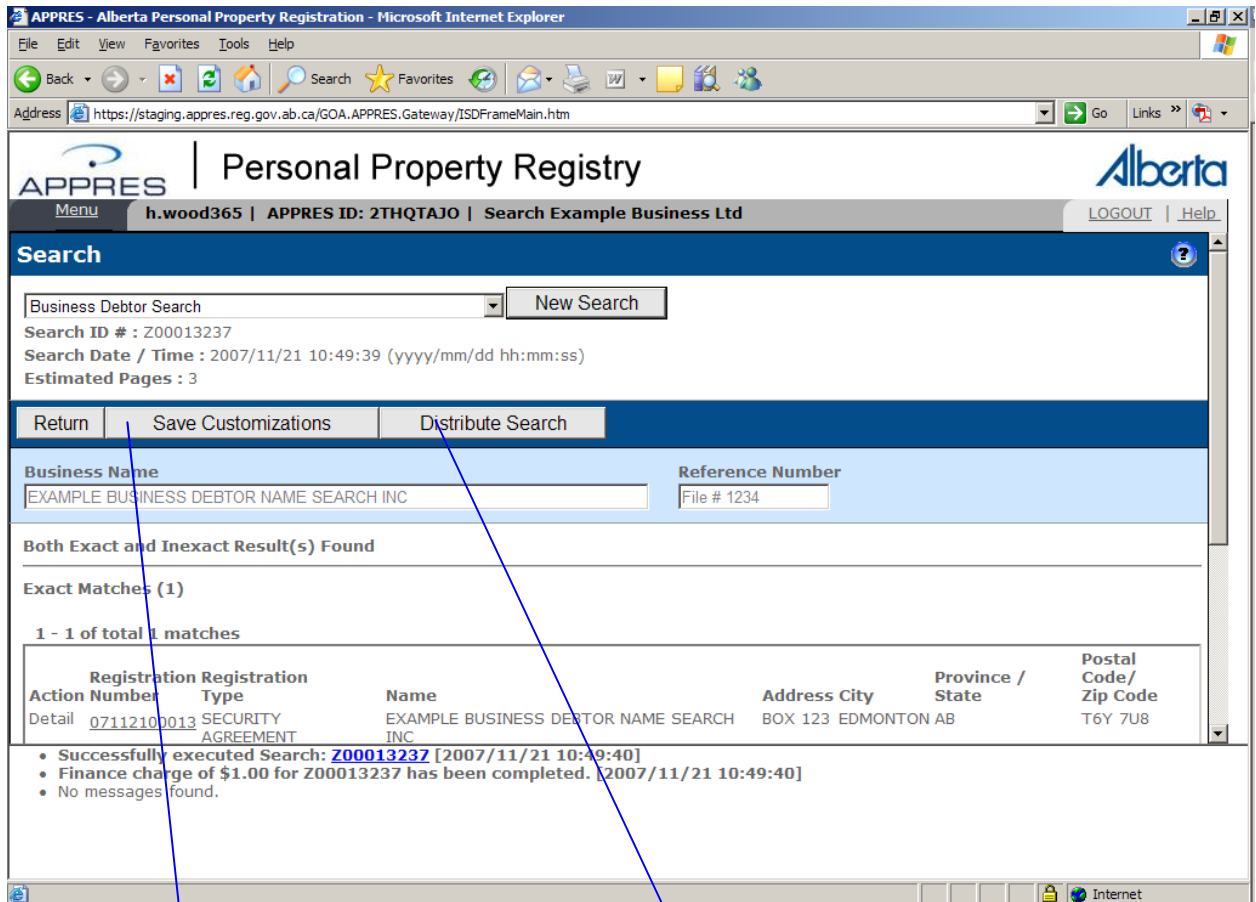 APPRES - Alberta Personal Property Registration - Microsoft Internet Explorer
File Edit View Favorites Tools Help
Back Search Favorites
Address https://staging.appres.reg.gov.ab.ca/GOA.APPRES.Gateway/ISDFrameMain.htm Go Links »
APPRES | Personal Property Registry Alberta
Menu h.wood365 | APPRES ID: 2THQTAJO | Search Example Business Ltd LOGOUT | Help
Search ?
Business Debtor Search New Search
Search ID # : Z00013237
Search Date / Time : 2007/11/21 10:49:39 (yyyy/mm/dd hh:mm:ss)
Estimated Pages : 3
Return Save Customizations Distribute Search
Business Name Reference Number
EXAMPLE BUSINESS DEBTOR NAME SEARCH INC File # 1234
Both Exact and Inexact Result(s) Found
Exact Matches (1)
1 - 1 of total 1 matches
Postal
Registration Registration Province / Code/
Action Number Type Name Address City State Zip Code
Detail 07112100013 SECURITY EXAMPLE BUSINESS DEBTOR NAME SEARCH BOX 123 EDMONTON AB T6Y 7U8
AGREEMENT INC
• Successfully executed Search: Z00013237 [2007/11/21 10:49:40]
• Finance charge of $1.00 for Z00013237 has been completed. [2007/11/21 10:49:40]
• No messages found.
Internet